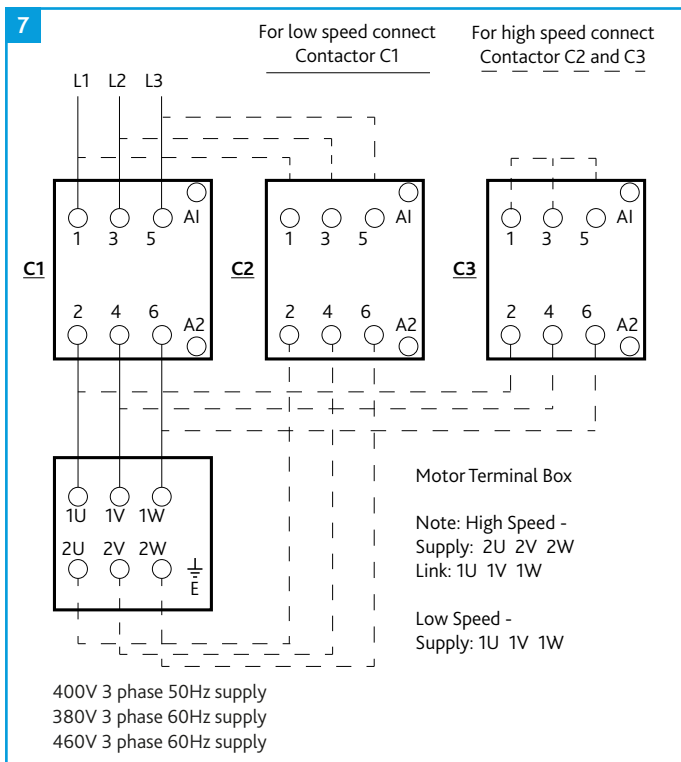 7
For low speed connect
Contactor C1
For high speed connect
Contactor C2 and C3
L1 L2 L3
1 3 5 AI
1 3 5 AI
1 3 5 AI
C1
C2
C3
2 4 6 A2
2 4 6 A2
2 4 6 A2
1U 1V 1W
2U 2V 2W
E
Motor Terminal Box
Note: High Speed -
Supply: 2U 2V 2W
Link: 1U 1V 1W
Low Speed -
Supply: 1U 1V 1W
400V 3 phase 50Hz supply
380V 3 phase 60Hz supply
460V 3 phase 60Hz supply